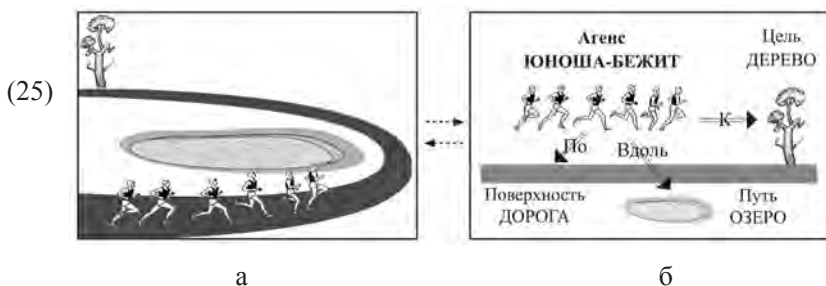 (25)
Агенс
ЮНОША-БЕЖИТ
Цель
ДЕРЕВО
К
По
Вдоль
Поверхность
ДОРОГА
Путь
ОЗЕРО
а
б